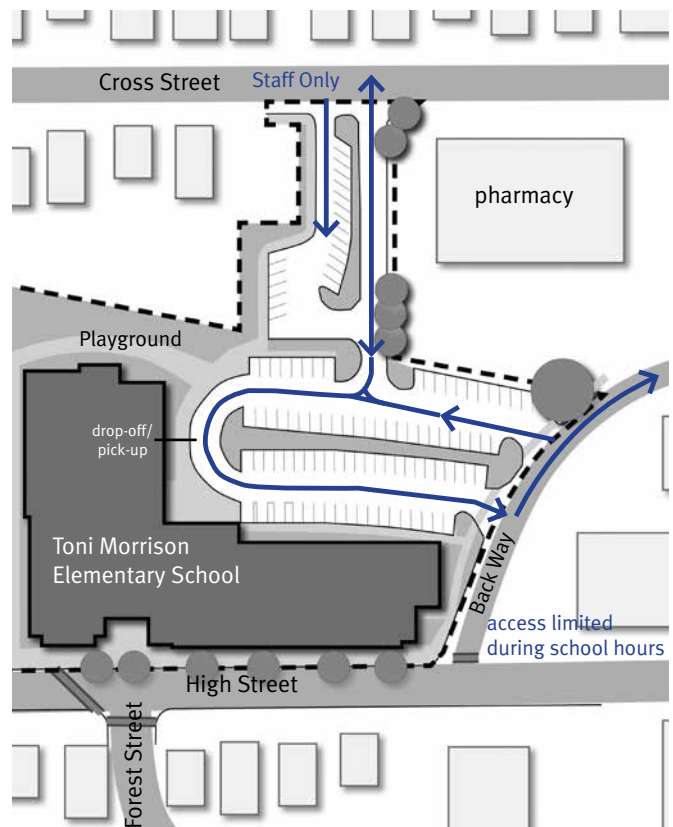 Cross Street
Staff Only
pharmacy
Playground
drop-off/
pick-up
Toni Morrison
Elementary School
Back Way
access limited
during school hours
High Street
Forest Street